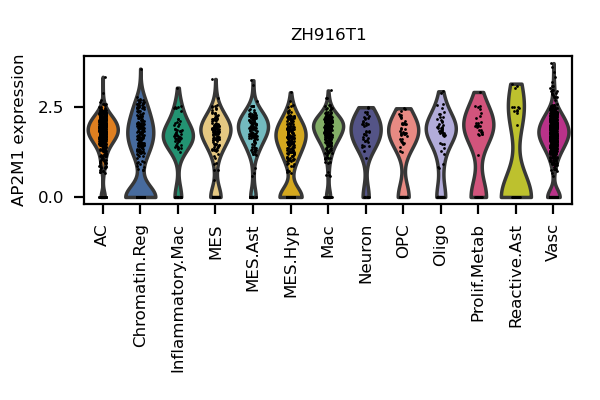 ZH916T1
AP2M1 expression
2.5
0.0
AC
Chromatin.Reg
Inflammatory.Mac
MES
MES.Ast
MES.Hyp
Mac
Neuron
OPC
Oligo
Prolif.Metab
Reactive.Ast
Vasc